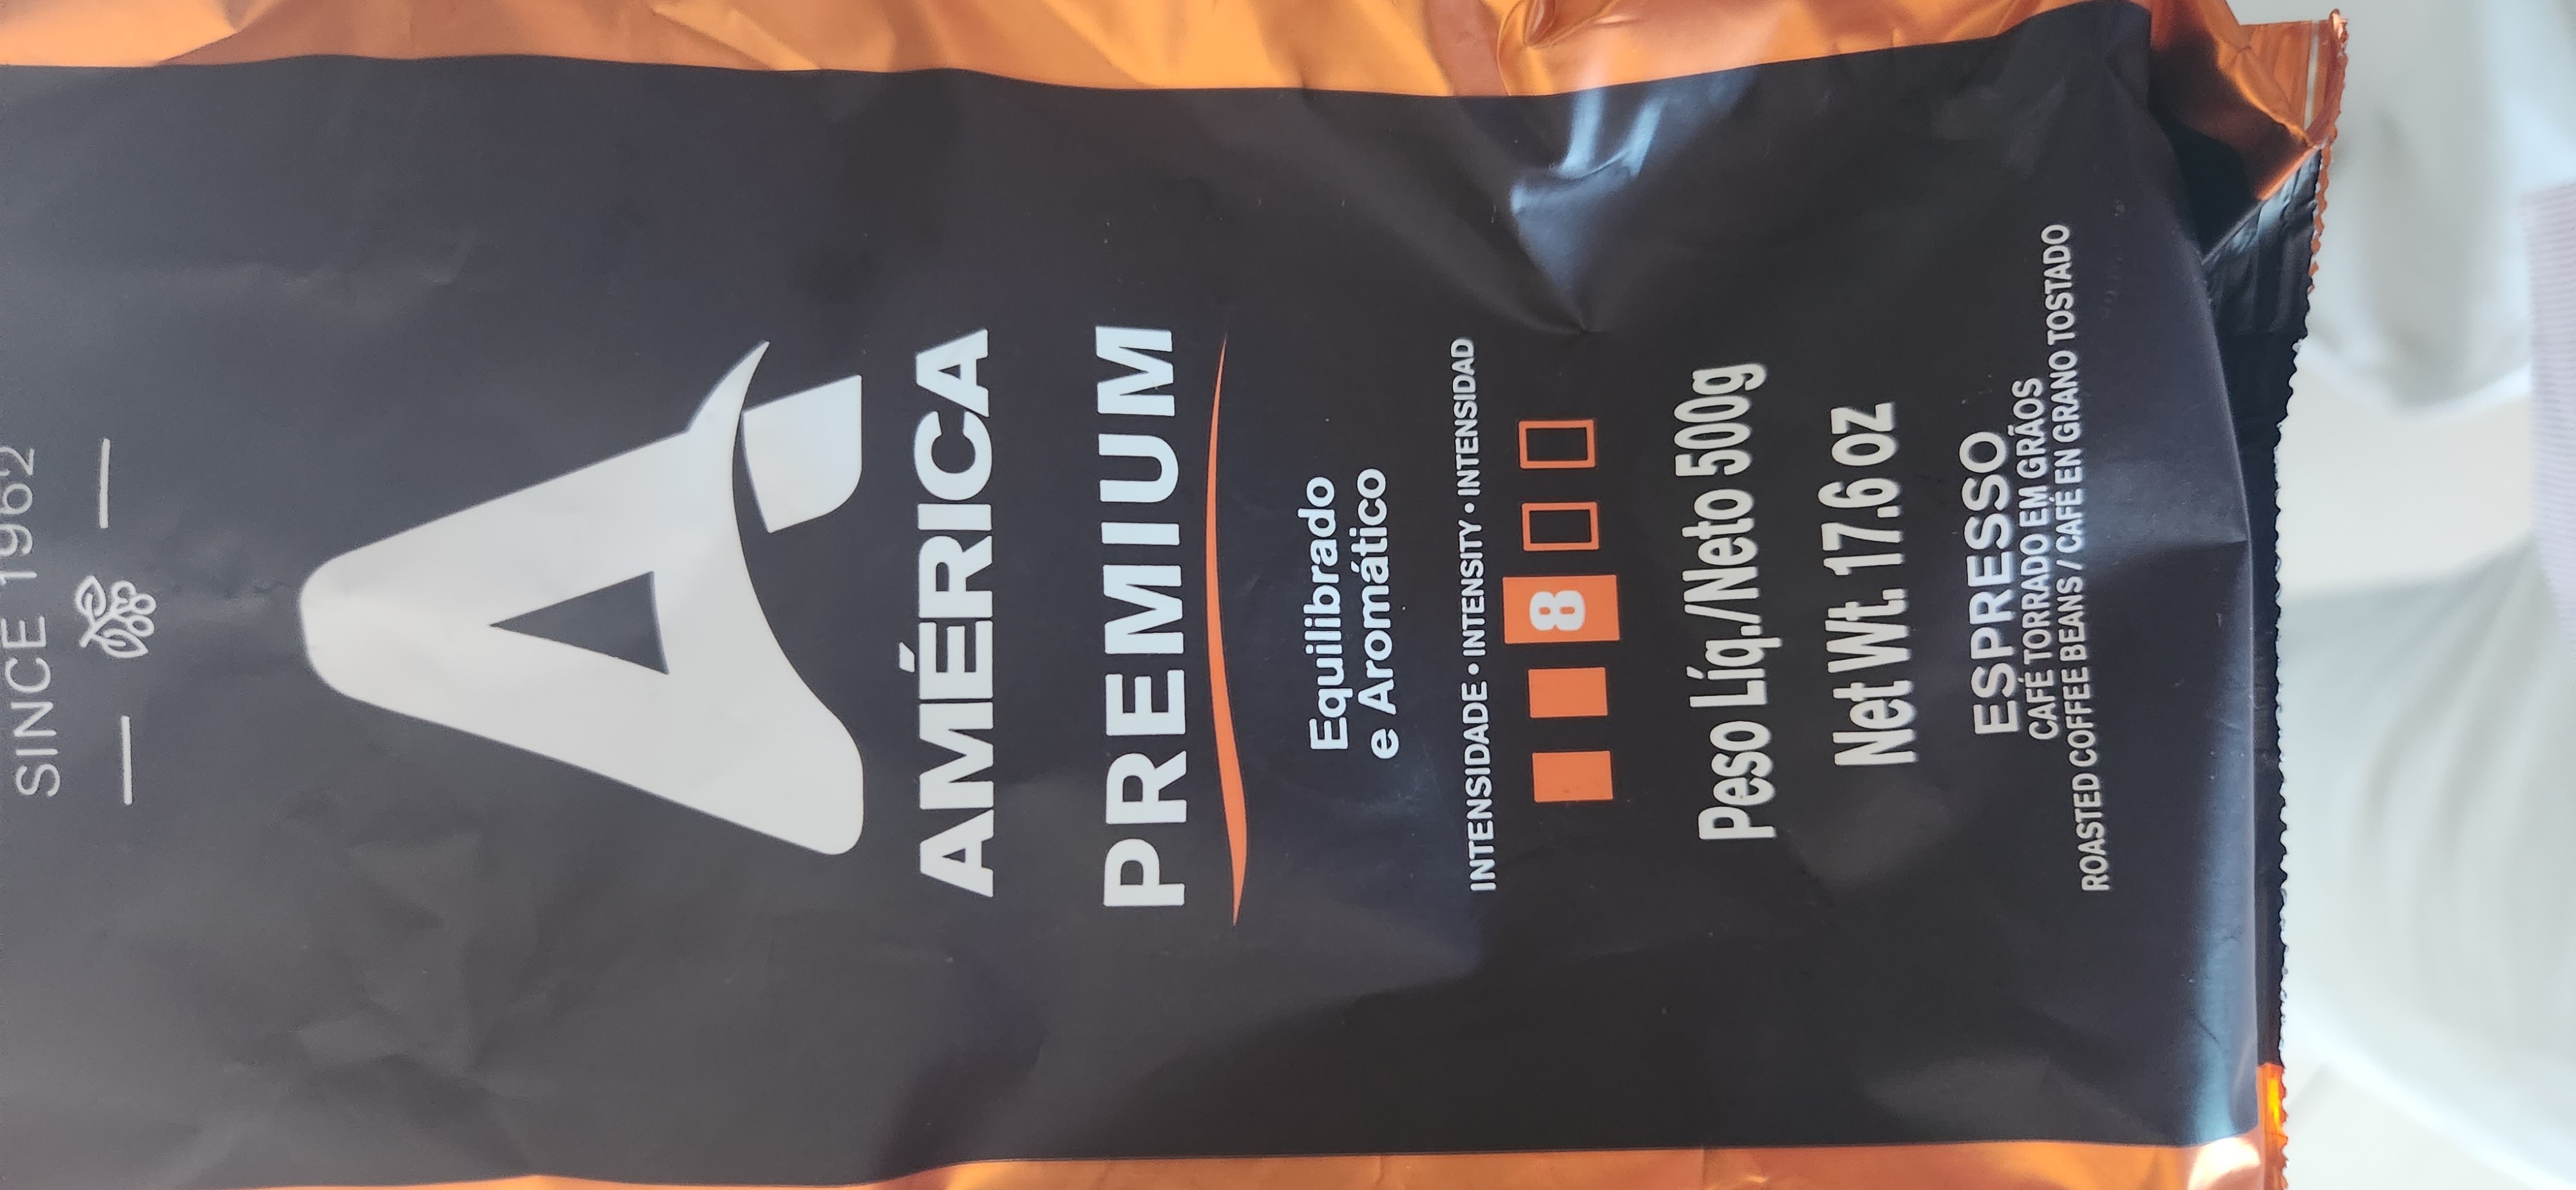 SINCE 1962
A
AMÉRICA
PREMIUM
Equilibrado
e Aromático
INTENSIDADE • INTENSITY • INTENSIDAD
8
Peso Líq./Neto 500g
Net Wt. 17.6 oz
ESPRESSO
CAFÉ TORRADO EM GRÃOS
ROASTED COFFEE BEANS / CAFÉ EN GRANO TOSTADO